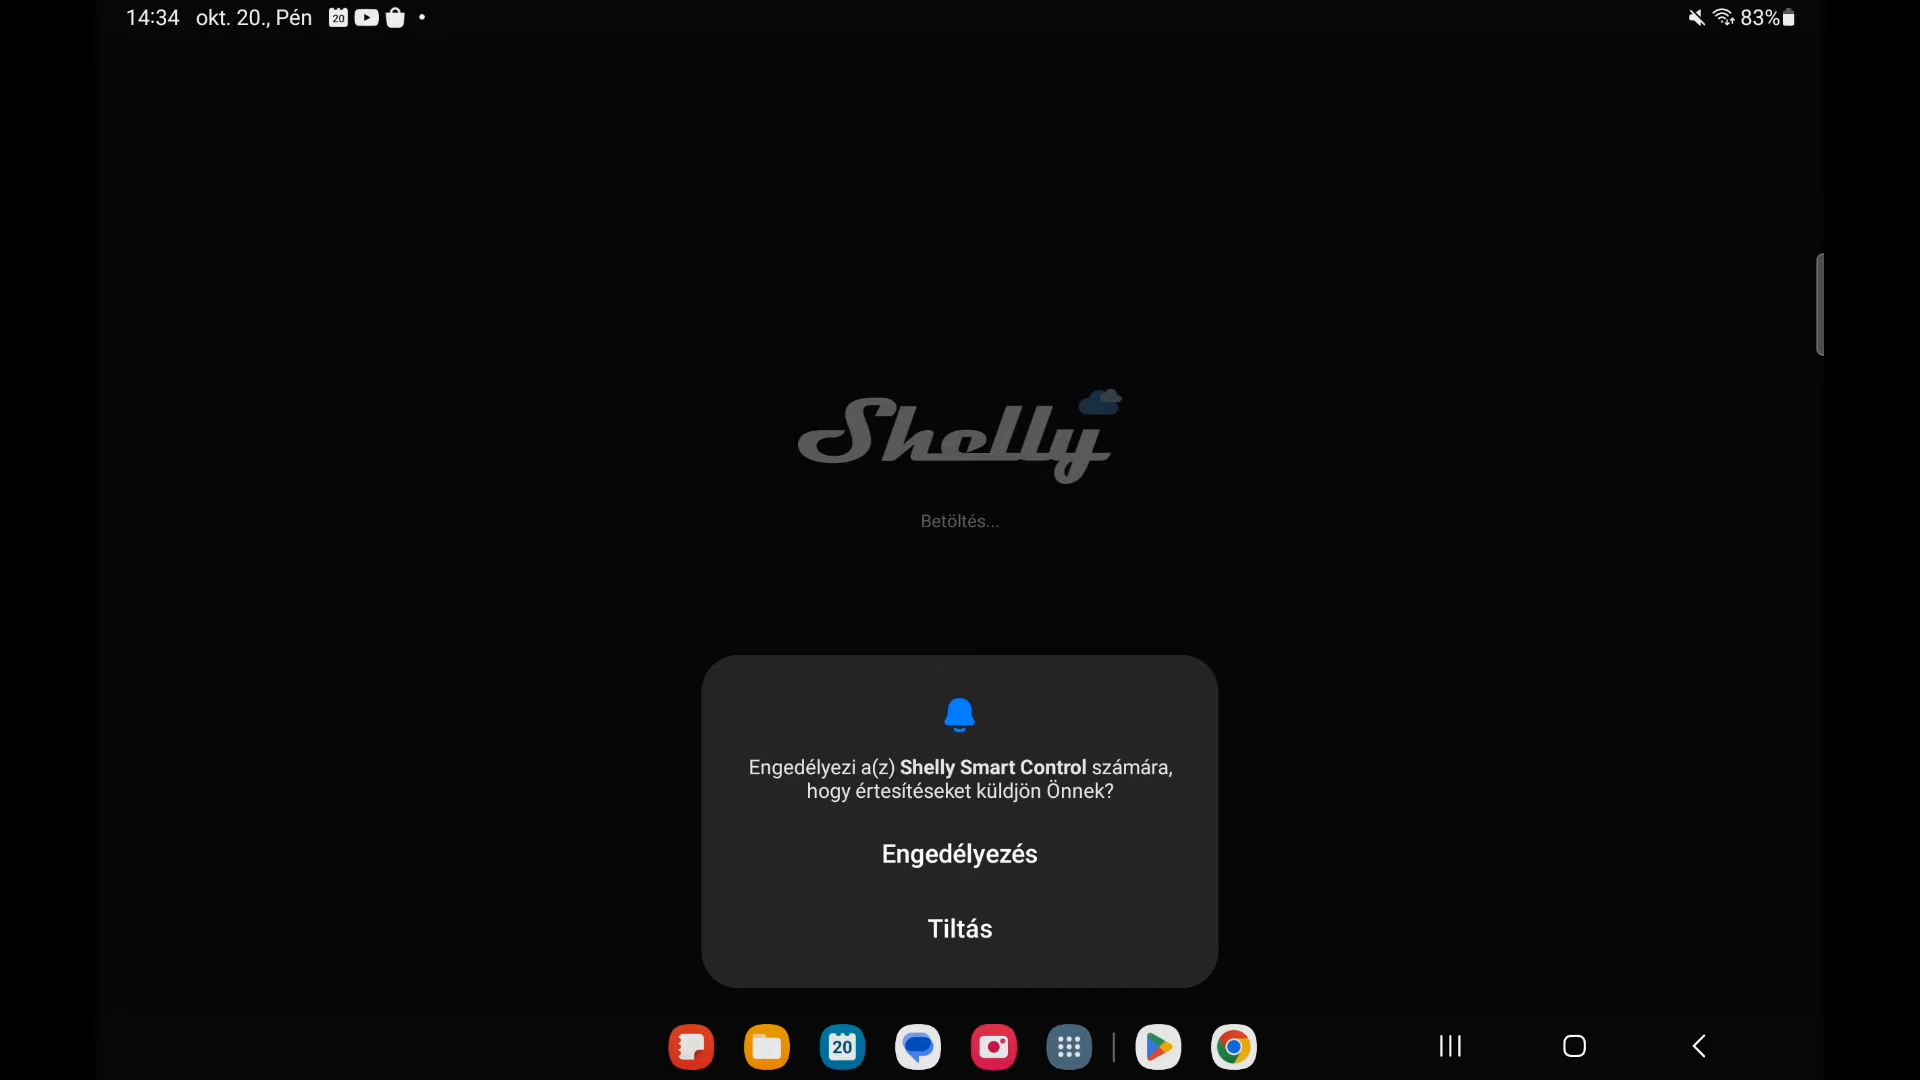 14:34 okt. 20., Pén 20 83%
Shelly
Betöltés...
Engedélyezi a(z) Shelly Smart Control számára,
hogy értesítéseket küldjön Önnek?
Engedélyezés
Tiltás
20